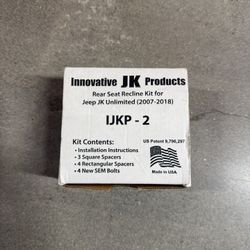 Innovative JK Products
Rear Seat Recline Kit for
Jeep JK Unlimited (2007-2018)
IJKP - 2
Kit Contents:
• Installation Instructions
• 3 Square Spacers
• 4 Rectangular Spacers
• 4 New SEM Bolts
US Patent 9,796,297
Made in USA